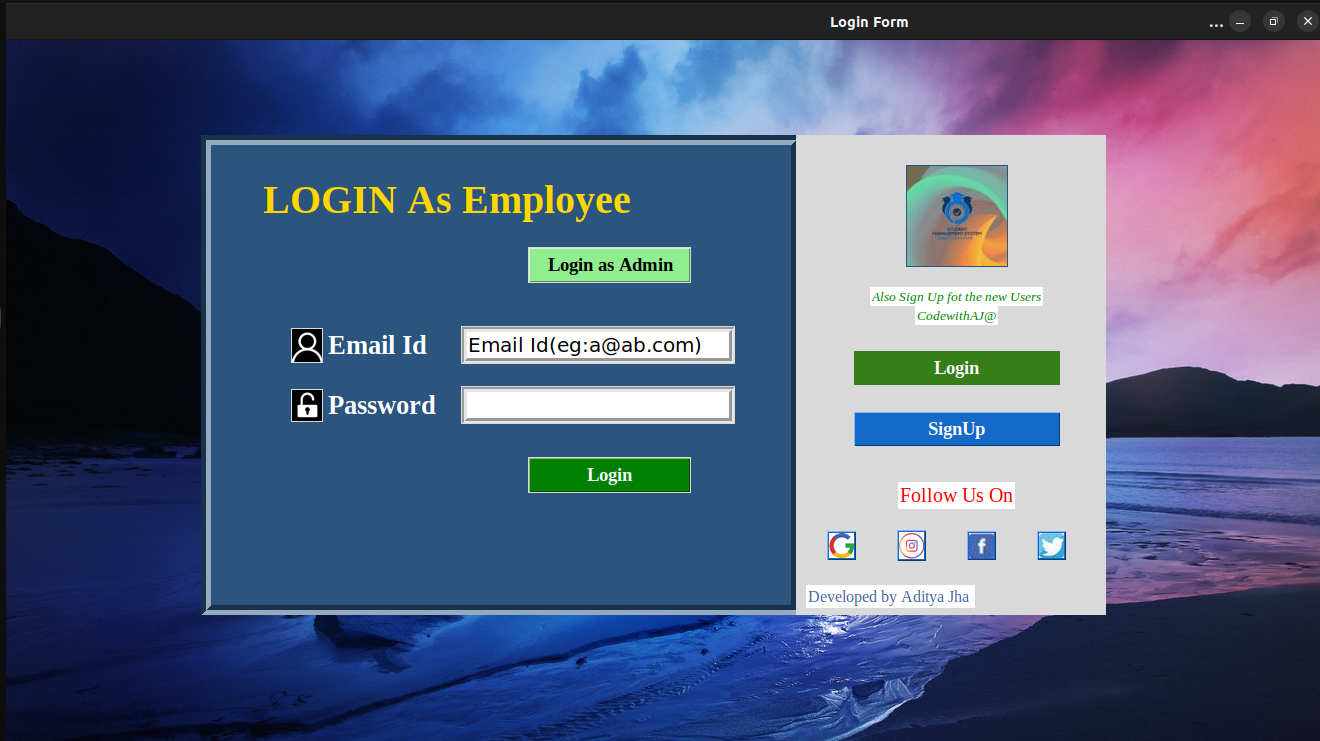 Login Form
...
LOGIN As Employee
Login as Admin
Email Id
Email Id(eg:a@ab.com)
Password
Login
STUDENT
MANAGEMENT SYSTEM
Also Sign Up fot the new Users
CodewithAJ@
Login
SignUp
Follow Us On
Developed by Aditya Jha